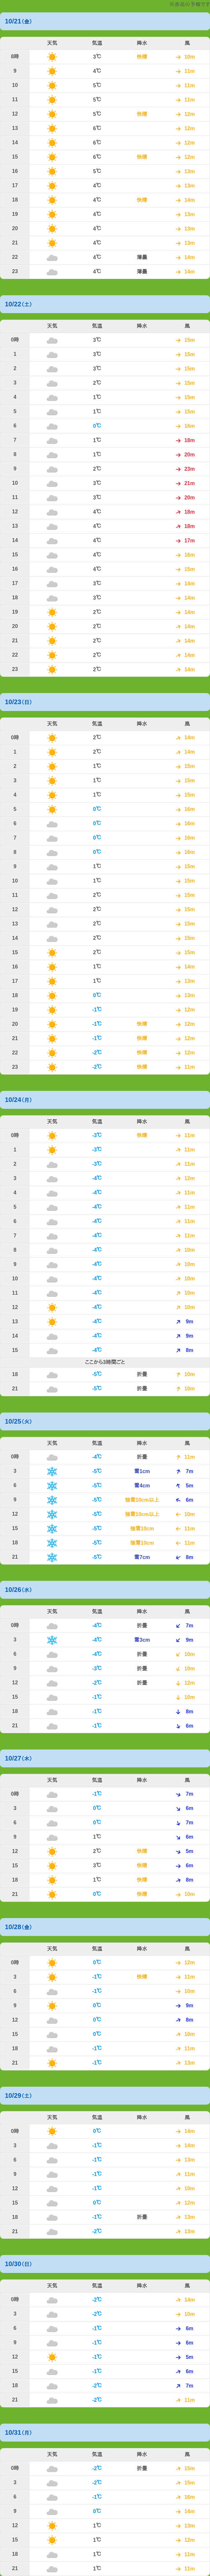 10/21(金)
天気 気温 降水 風
8時 3℃ 快晴 10m
9 4℃ 11m
10 5℃ 11m
11 5℃ 11m
12 5℃ 快晴 12m
13 6℃ 12m
14 6℃ 12m
15 6℃ 快晴 12m
16 5℃ 13m
17 4℃ 13m
18 4℃ 快晴 14m
19 4℃ 13m
20 4℃ 13m
21 4℃ 13m
22 4℃ 薄曇 14m
23 4℃ 薄曇 14m
10/22(土)
天気 気温 降水 風
0時 3℃ 15m
1 3℃ 15m
2 3℃ 15m
3 2℃ 15m
4 1℃ 15m
5 1℃ 15m
6 0℃ 16m
7 1℃ 18m
8 1℃ 20m
9 2℃ 23m
10 3℃ 21m
11 3℃ 20m
12 4℃ 18m
13 4℃ 18m
14 4℃ 17m
15 4℃ 16m
16 4℃ 15m
17 3℃ 14m
18 3℃ 14m
19 2℃ 14m
20 2℃ 14m
21 2℃ 14m
22 2℃ 14m
23 2℃ 14m
10/23(日)
天気 気温 降水 風
0時 2℃ 14m
1 2℃ 14m
2 1℃ 15m
3 1℃ 15m
4 1℃ 15m
5 0℃ 16m
6 0℃ 16m
7 0℃ 16m
8 0℃ 16m
9 1℃ 15m
10 1℃ 15m
11 2℃ 15m
12 2℃ 15m
13 2℃ 15m
14 2℃ 15m
15 2℃ 15m
16 1℃ 14m
17 1℃ 13m
18 0℃ 13m
19 -1℃ 12m
20 -1℃ 快晴 12m
21 -1℃ 快晴 12m
22 -2℃ 快晴 12m
23 -2℃ 快晴 11m
10/24(月)
天気 気温 降水 風
0時 -3℃ 快晴 11m
1 -3℃ 11m
2 -3℃ 11m
3 -4℃ 12m
4 -4℃ 11m
5 -4℃ 11m
6 -4℃ 11m
7 -4℃ 11m
8 -4℃ 10m
9 -4℃ 10m
10 -4℃ 10m
11 -4℃ 10m
12 -4℃ 10m
13 -4℃ 9m
14 -4℃ 9m
15 -4℃ 8m
ここから3時間ごと
18 -5℃ 折曇 10m
21 -5℃ 折曇 10m
10/25(火)
天気 気温 降水 風
0時 -4℃ 折曇 11m
3 -5℃ 雪1cm 7m
6 -5℃ 雪4cm 5m
9 -5℃ 強雪10cm以上 6m
12 -5℃ 強雪10cm以上 10m
15 -5℃ 強雪10cm 11m
18 -5℃ 強雪10cm 11m
21 -5℃ 雪7cm 8m
10/26(水)
天気 気温 降水 風
0時 -4℃ 折曇 7m
3 -4℃ 雪3cm 9m
6 -4℃ 折曇 10m
9 -3℃ 折曇 10m
12 -2℃ 折曇 12m
15 -1℃ 10m
18 -1℃ 8m
21 -1℃ 6m
10/27(木)
天気 気温 降水 風
0時 -1℃ 7m
3 0℃ 6m
6 0℃ 7m
9 1℃ 6m
12 2℃ 快晴 5m
15 3℃ 快晴 6m
18 1℃ 快晴 8m
21 0℃ 快晴 10m
10/28(金)
天気 気温 降水 風
0時 0℃ 12m
3 -1℃ 快晴 11m
6 -1℃ 10m
9 0℃ 9m
12 0℃ 8m
15 0℃ 10m
18 -1℃ 11m
21 -1℃ 13m
10/29(土)
天気 気温 降水 風
0時 0℃ 14m
3 -1℃ 14m
6 -1℃ 13m
9 -1℃ 11m
12 -1℃ 10m
15 0℃ 12m
18 -1℃ 折曇 13m
21 -2℃ 13m
10/30(日)
天気 気温 降水 風
0時 -2℃ 14m
3 -2℃ 10m
6 -1℃ 6m
9 -1℃ 6m
12 -1℃ 5m
15 -1℃ 6m
18 -2℃ 7m
21 -2℃ 11m
10/31(月)
天気 気温 降水 風
0時 -2℃ 折曇 15m
3 -2℃ 15m
6 -1℃ 16m
9 0℃ 14m
12 1℃ 13m
15 1℃ 12m
18 1℃ 11m
21 1℃ 11m